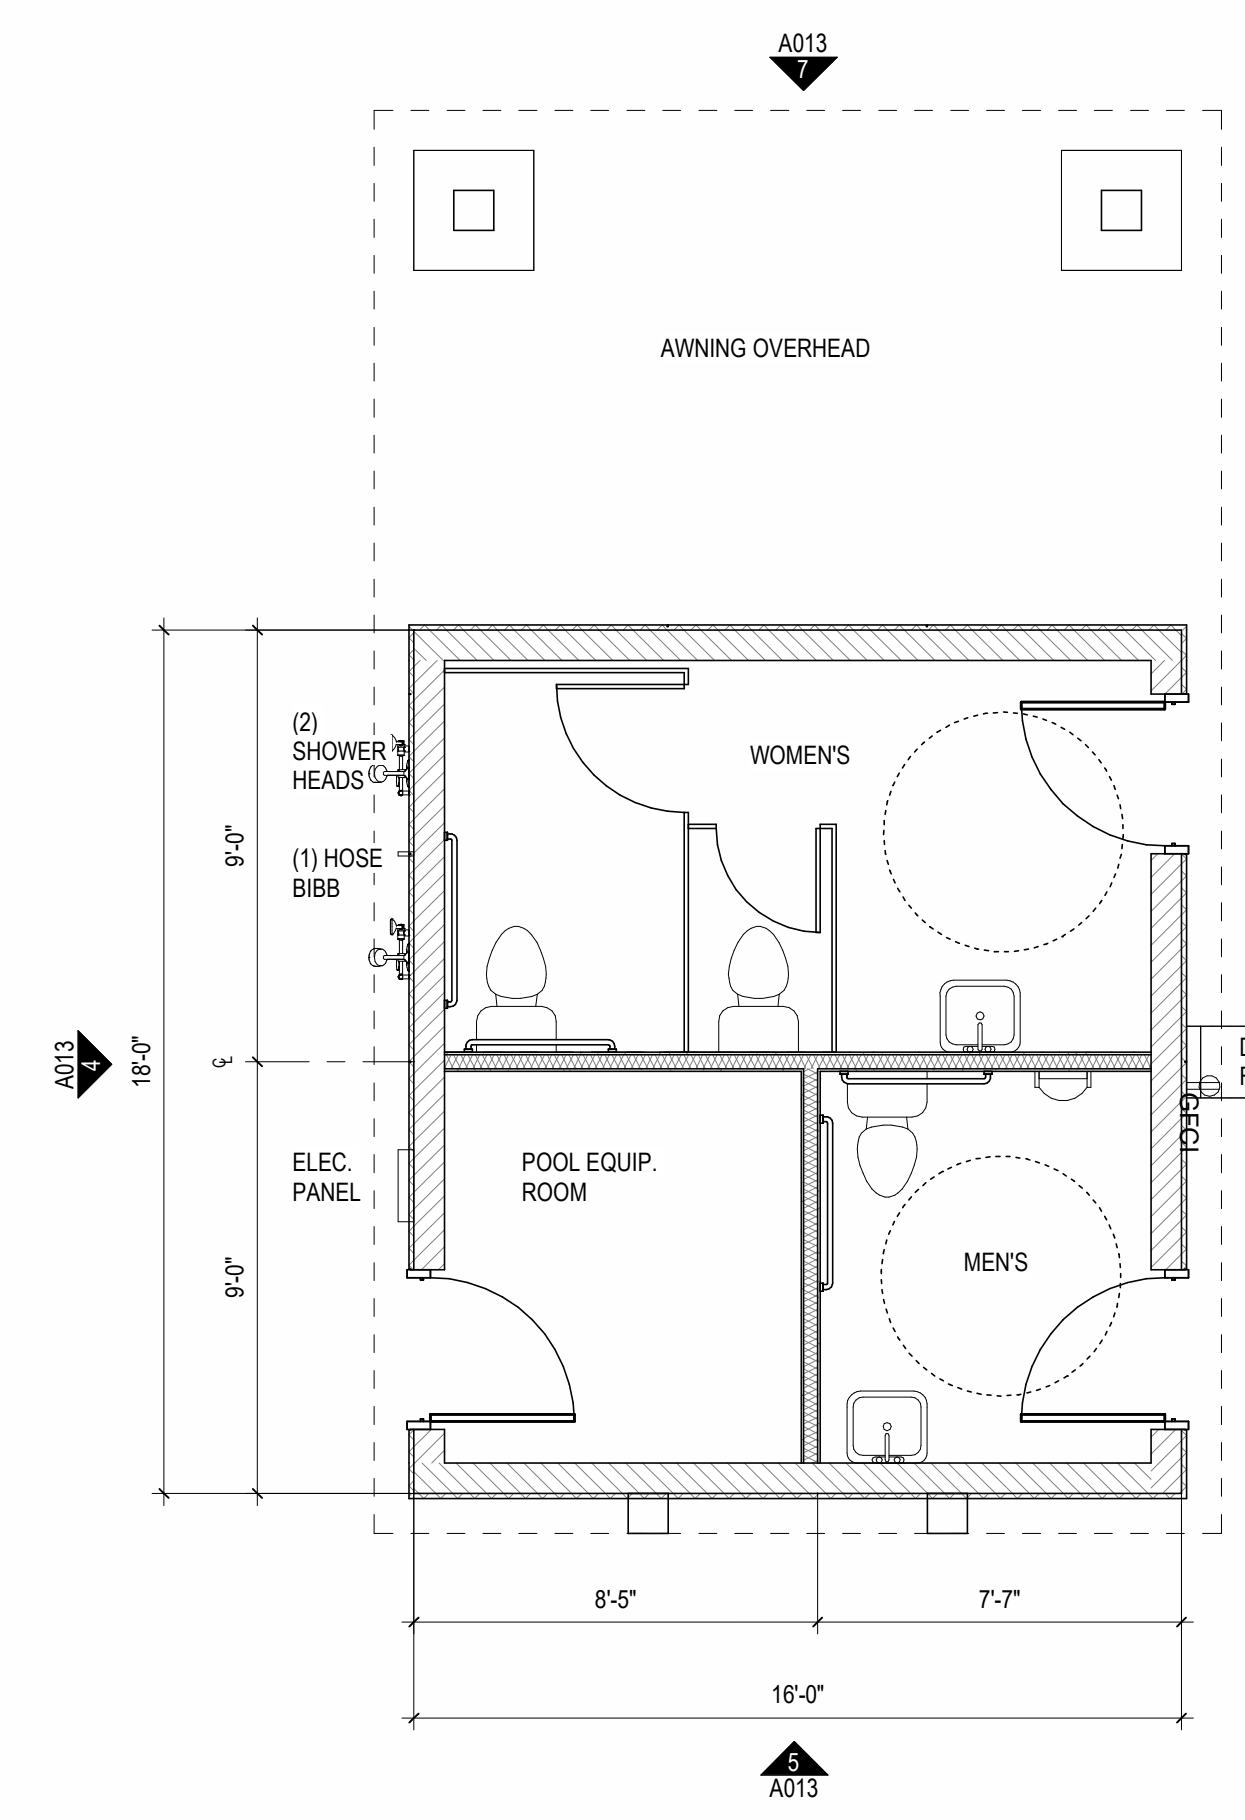 A013
7
AWNING OVERHEAD
(2)
SHOWER
HEADS
WOMEN'S
9'-0"
(1) HOSE
BIBB
A013
4
18'-0"
℄
D
F
GFCI
ELEC.
PANEL
POOL EQUIP.
ROOM
MEN'S
9'-0"
8'-5"
7'-7"
16'-0"
5
A013